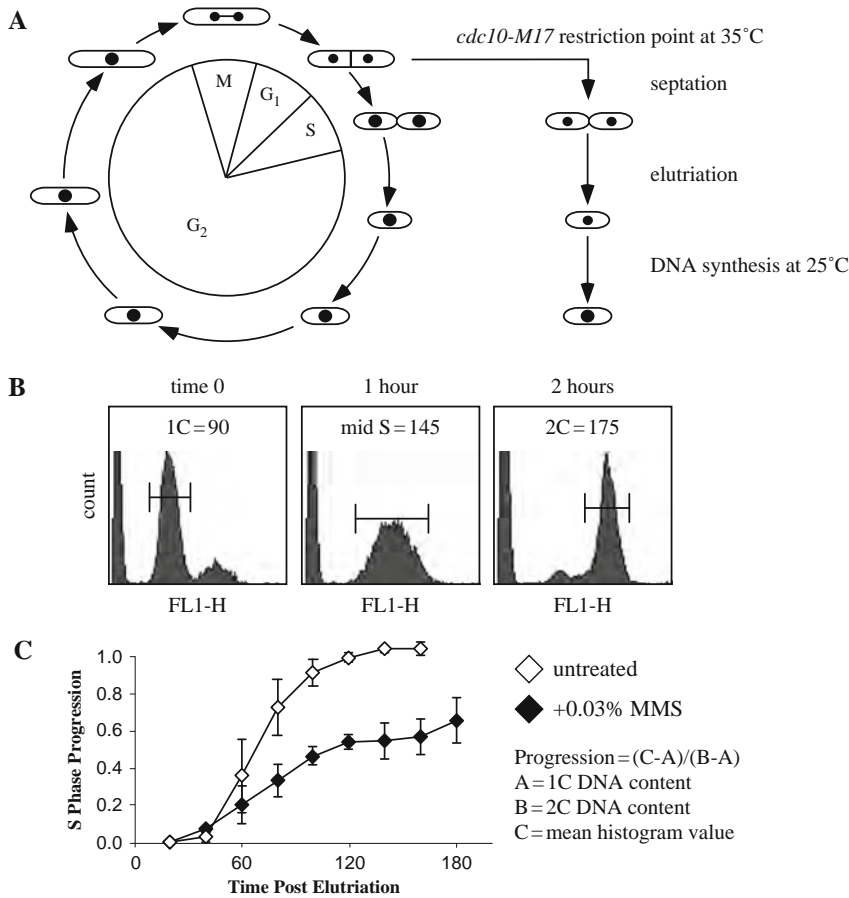 A
cdc10-M17 restriction point at 35˚C
M
G1
S
G2
septation
elutriation
DNA synthesis at 25˚C
B
time 0
1 hour
2 hours
1C=90
mid S=145
2C=175
count
FL1-H
FL1-H
FL1-H
C
S Phase Progression
1.0
0.8
0.6
0.4
0.2
0.0
0
60
120
180
Time Post Elutriation
untreated
+0.03% MMS
Progression=(C-A)/(B-A)
A=1C DNA content
B=2C DNA content
C=mean histogram value